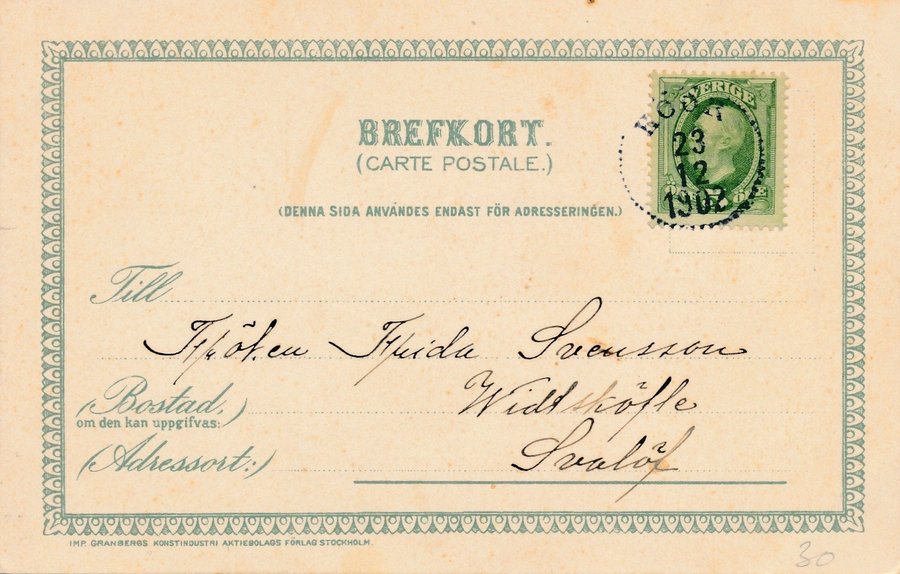 BREFKORT.
(CARTE POSTALE.)
(DENNA SIDA ANVÄNDES ENDAST FÖR ADRESSERINGEN.)
SVERIGE
23
12
1902
ÖRE
Till
Fröken Frida Svensson
(Bostad,)
om den kan uppgifvas:
Widtsköfle
(Adressort:)
Svalöf
IMP. GRANBERGS KONSTINDUSTRI AKTIEBOLAGS FÖRLAG STOCKHOLM.
30